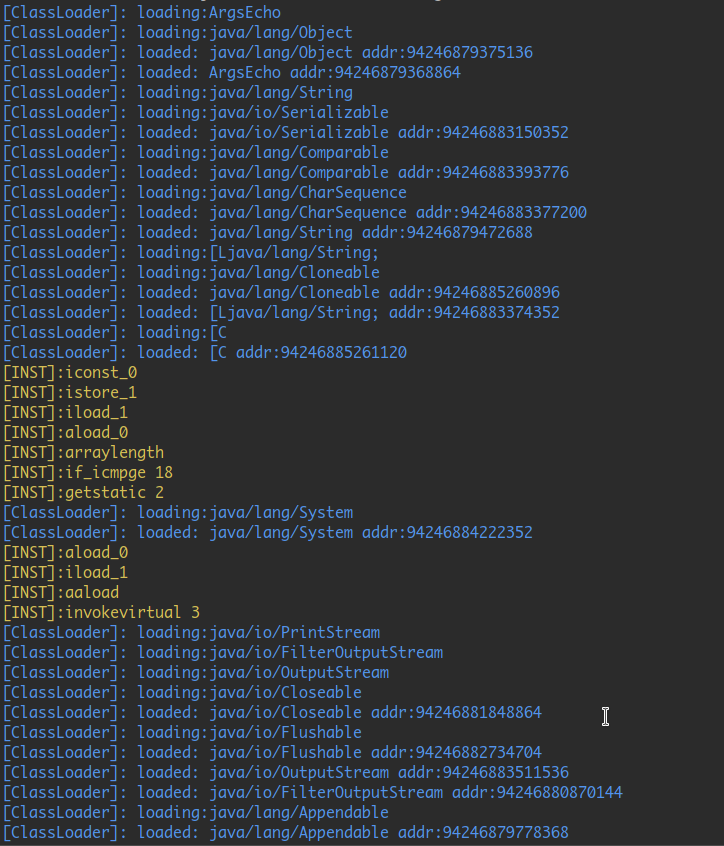 [ClassLoader]: loading:ArgsEcho
[ClassLoader]: loading:java/lang/Object
[ClassLoader]: loaded: java/lang/Object addr:94246879375136
[ClassLoader]: loaded: ArgsEcho addr:94246879368864
[ClassLoader]: loading:java/lang/String
[ClassLoader]: loading:java/io/Serializable
[ClassLoader]: loaded: java/io/Serializable addr:94246883150352
[ClassLoader]: loading:java/lang/Comparable
[ClassLoader]: loaded: java/lang/Comparable addr:94246883393776
[ClassLoader]: loading:java/lang/CharSequence
[ClassLoader]: loaded: java/lang/CharSequence addr:94246883377200
[ClassLoader]: loaded: java/lang/String addr:94246879472688
[ClassLoader]: loading:[Ljava/lang/String;
[ClassLoader]: loading:java/lang/Cloneable
[ClassLoader]: loaded: java/lang/Cloneable addr:94246885260896
[ClassLoader]: loaded: [Ljava/lang/String; addr:94246883374352
[ClassLoader]: loading:[C
[ClassLoader]: loaded: [C addr:94246885261120
[INST]:iconst_0
[INST]:istore_1
[INST]:iload_1
[INST]:aload_0
[INST]:arraylength
[INST]:if_icmpge 18
[INST]:getstatic 2
[ClassLoader]: loading:java/lang/System
[ClassLoader]: loaded: java/lang/System addr:94246884222352
[INST]:aload_0
[INST]:iload_1
[INST]:aaload
[INST]:invokevirtual 3
[ClassLoader]: loading:java/io/PrintStream
[ClassLoader]: loading:java/io/FilterOutputStream
[ClassLoader]: loading:java/io/OutputStream
[ClassLoader]: loading:java/io/Closeable
[ClassLoader]: loaded: java/io/Closeable addr:94246881848864
[ClassLoader]: loading:java/io/Flushable
[ClassLoader]: loaded: java/io/Flushable addr:94246882734704
[ClassLoader]: loaded: java/io/OutputStream addr:94246883511536
[ClassLoader]: loaded: java/io/FilterOutputStream addr:94246880870144
[ClassLoader]: loading:java/lang/Appendable
[ClassLoader]: loaded: java/lang/Appendable addr:94246879778368